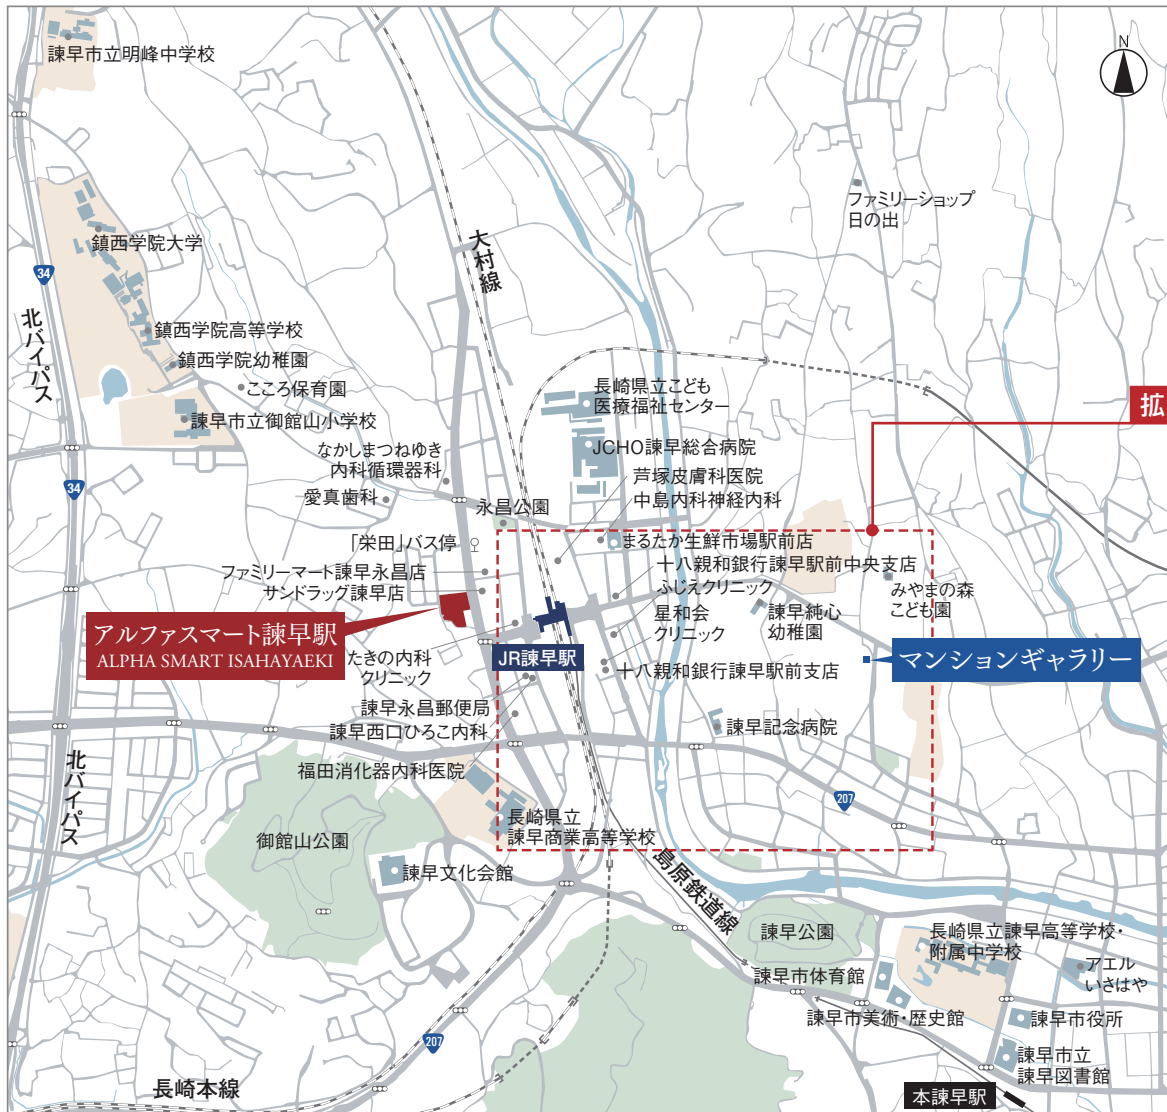 諫早市立明峰中学校
N
ファミリーショップ
日の出
鎮西学院大学
大村線
34
北バイパス
鎮西学院高等学校
鎮西学院幼稚園
こころ保育園
諫早市立御館山小学校
長崎県立こども
医療福祉センター
拡
JCHO諫早総合病院
なかしまつねゆき
内科循環器科
芦塚皮膚科医院
34
愛真歯科
中島内科神経内科
永昌公園
「栄田」バス停
まるたか生鮮市場駅前店
十八親和銀行諫早駅前中央支店
ファミリーマート諫早永昌店
サンドラッグ諫早店
ふじえクリニック
みやまの森
こども園
星和会
クリニック
諫早純心
幼稚園
アルファスマート諫早駅
ALPHA SMART ISAHAYAEKI
JR諫早駅
マンションギャラリー
たきの内科
クリニック
十八親和銀行諫早駅前支店
諫早永昌郵便局
諫早西口ひろこ内科
諫早記念病院
北バイパス
福田消化器内科医院
207
長崎県立
諫早商業高等学校
御館山公園
諫早文化会館
島原鉄道線
諫早公園
長崎県立諫早高等学校・
附属中学校
アエル
いさはや
諫早市体育館
諫早市美術・歴史館
諫早市役所
207
諫早市立
諫早図書館
長崎本線
本諫早駅